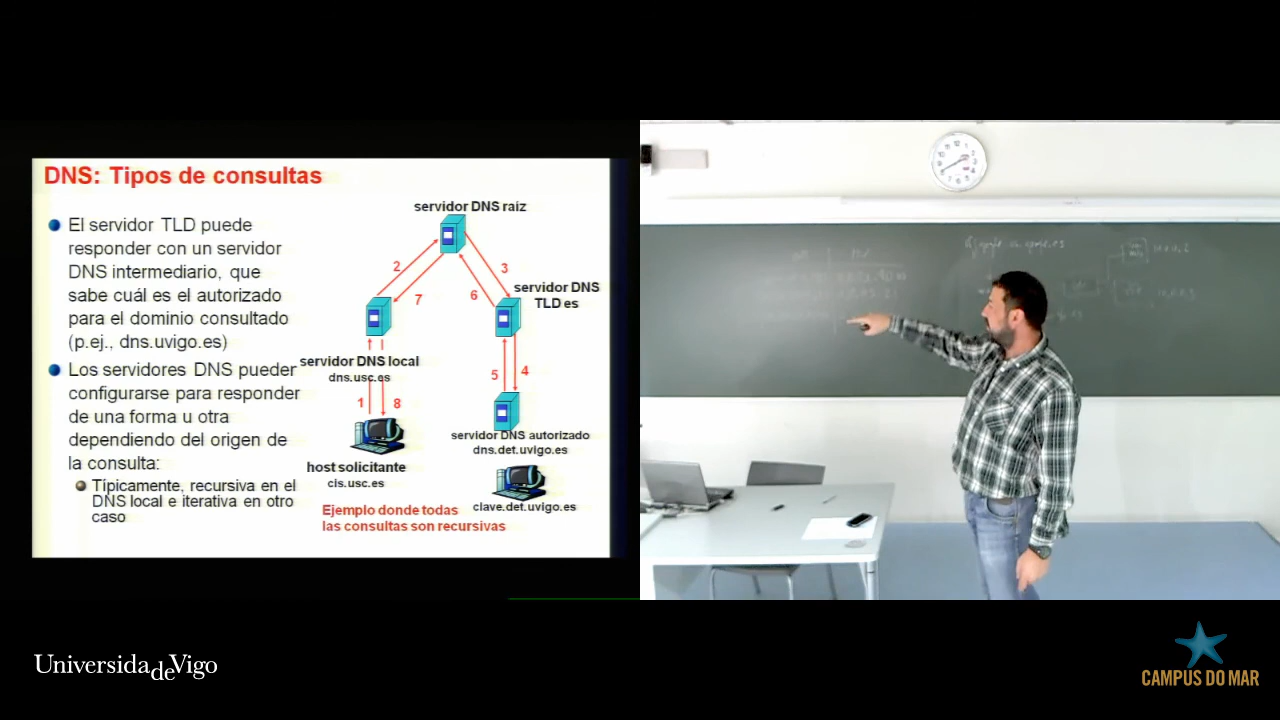 DNS: Tipos de consultas
El servidor TLD puede
responder con un servidor
DNS intermediario, que
sabe cuál es el autorizado
para el dominio consultado
(p.ej., dns.uvigo.es)
Los servidores DNS pueder
configurarse para responder
de una forma u otra
dependiendo del origen de
la consulta:
Típicamente, recursiva en el
DNS local e iterativa en otro
caso
servidor DNS raiz
2
3
7
6
servidor DNS
TLD es
servidor DNS local
dns.usc.es
5
4
1
8
servidor DNS autorizado
dns.det.uvigo.es
host solicitante
cis.usc.es
clave.det.uvigo.es
Ejemplo donde todas
las consultas son recursivas
UniversidadeVigo
CAMPUS DO MAR